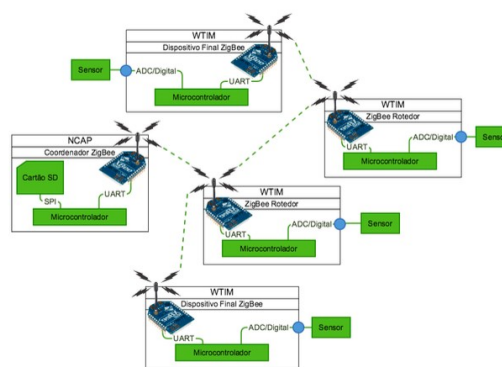 WTIM
Dispositivo Final ZigBee
Sensor
ADC/Digital
UART
Microcontrolador
WTIM
ZigBee Rotedor
UART
ADC/Digital
Sensor
Microcontrolador
NCAP
Coordenador ZigBee
Cartão SD
SPI
UART
Microcontrolador
WTIM
ZigBee Rotedor
UART
ADC/Digital
Sensor
Microcontrolador
WTIM
Dispositivo Final ZigBee
UART
ADC/Digital
Sensor
Microcontrolador